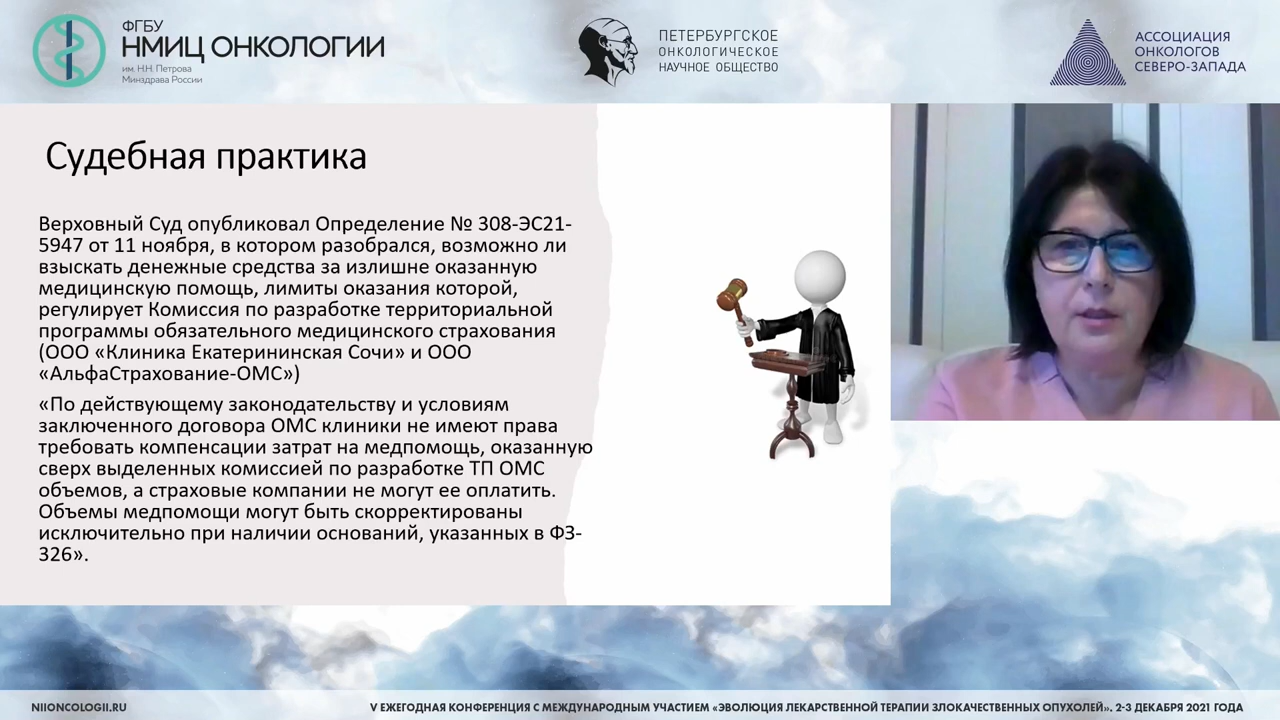 ФГБУ
НМИЦ ОНКОЛОГИИ
им. Н.Н. Петрова
Минздрава России
ПЕТЕРБУРГСКОЕ
ОНКОЛОГИЧЕСКОЕ
НАУЧНОЕ ОБЩЕСТВО
АССОЦИАЦИЯ
ОНКОЛОГОВ
СЕВЕРО-ЗАПАДА
Судебная практика
Верховный Суд опубликовал Определение № 308-ЭС21-
5947 от 11 ноября, в котором разобрался, возможно ли
взыскать денежные средства за излишне оказанную
медицинскую помощь, лимиты оказания которой,
регулирует Комиссия по разработке территориальной
программы обязательного медицинского страхования
(ООО «Клиника Екатерининская Сочи» и ООО
«АльфаСтрахование-ОМС»)
«По действующему законодательству и условиям
заключенного договора ОМС клиники не имеют права
требовать компенсации затрат на медпомощь, оказанную
сверх выделенных комиссией по разработке ТП ОМС
объемов, а страховые компании не могут ее оплатить.
Объемы медпомощи могут быть скорректированы
исключительно при наличии оснований, указанных в ФЗ-
326».
NIIONCOLOGII.RU
V ЕЖЕГОДНАЯ КОНФЕРЕНЦИЯ С МЕЖДУНАРОДНЫМ УЧАСТИЕМ «ЭВОЛЮЦИЯ ЛЕКАРСТВЕННОЙ ТЕРАПИИ ЗЛОКАЧЕСТВЕННЫХ ОПУХОЛЕЙ». 2-3 ДЕКАБРЯ 2021 ГОДА